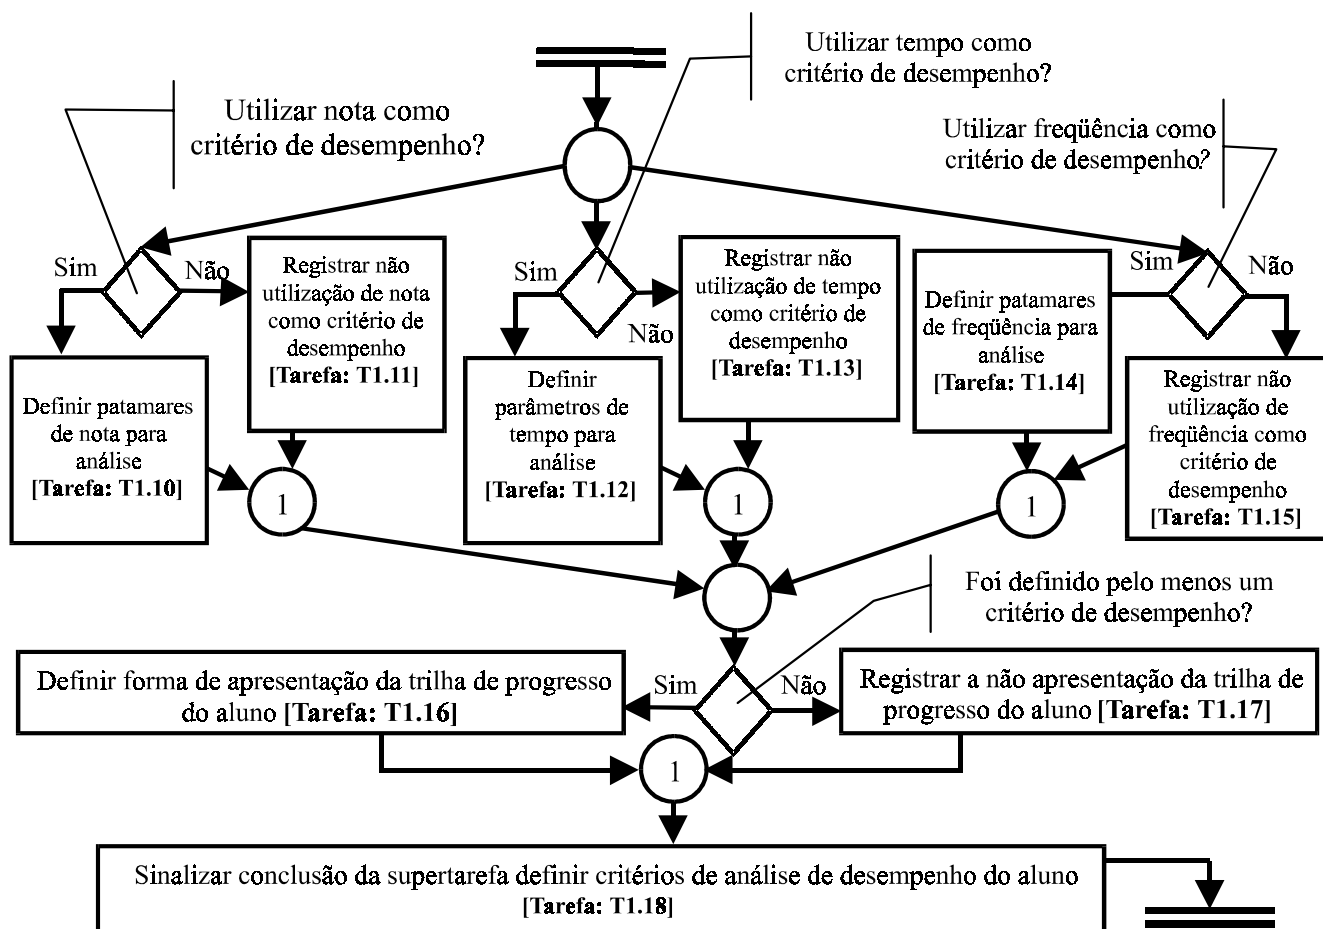 Utilizar tempo como
critério de desempenho?
Utilizar nota como
critério de desempenho?
Utilizar freqüência como
critério de desempenho?
Sim
Não
Registrar não
utilização de nota
como critério de
desempenho
[Tarefa: T1.11]
Sim
Não
Registrar não
utilização de tempo
como critério de
desempenho
[Tarefa: T1.13]
Definir patamares
de freqüência para
análise
[Tarefa: T1.14]
Sim
Não
Definir patamares
de nota para
análise
[Tarefa: T1.10]
Definir
parâmetros de
tempo para
análise
[Tarefa: T1.12]
Registrar não
utilização de
freqüência como
critério de
desempenho
[Tarefa: T1.15]
1
1
1
Foi definido pelo menos um
critério de desempenho?
Definir forma de apresentação da trilha de progresso
do aluno [Tarefa: T1.16]
Sim
Não
Registrar a não apresentação da trilha de
progresso do aluno [Tarefa: T1.17]
1
Sinalizar conclusão da supertarefa definir critérios de análise de desempenho do aluno
[Tarefa: T1.18]